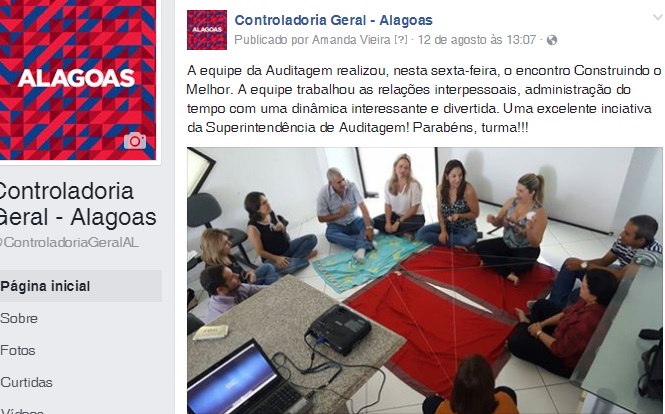 ALAGOAS
Controladoria
Geral - Alagoas
@ControladoriaGeralAL
Página inicial
Sobre
Fotos
Curtidas
Vídeos
ALAGOAS
Controladoria Geral - Alagoas
Publicado por Amanda Vieira [?] · 12 de agosto às 13:07 ·
A equipe da Auditagem realizou, nesta sexta-feira, o encontro Construindo o
Melhor. A equipe trabalhou as relações interpessoais, administração do
tempo com uma dinâmica interessante e divertida. Uma excelente inciativa
da Superintendência de Auditagem! Parabéns, turma!!!